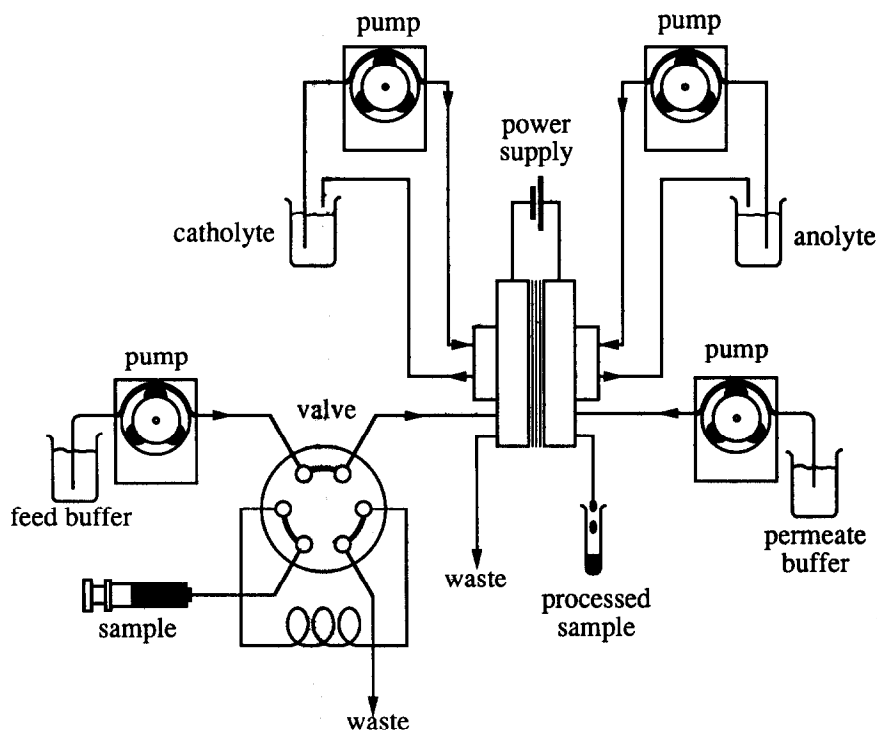 pump
pump
power
supply
catholyte
anolyte
pump
valve
pump
feed buffer
permeate
buffer
waste
processed
sample
sample
waste